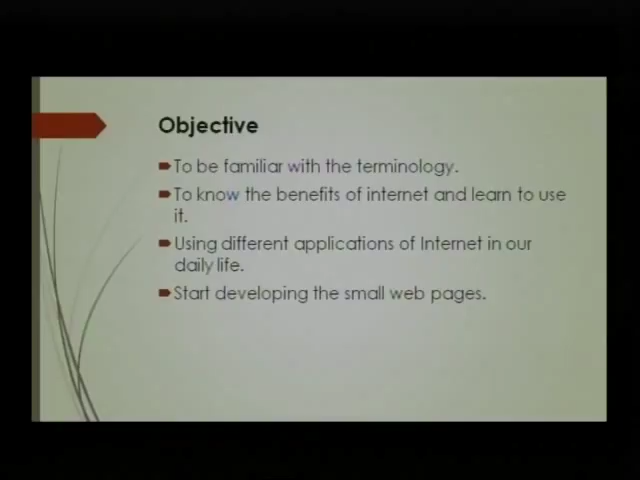 Objective
To be familiar with the terminology.
To know the benefits of internet and learn to use
it.
Using different applications of Internet in our
daily life.
Start developing the small web pages.